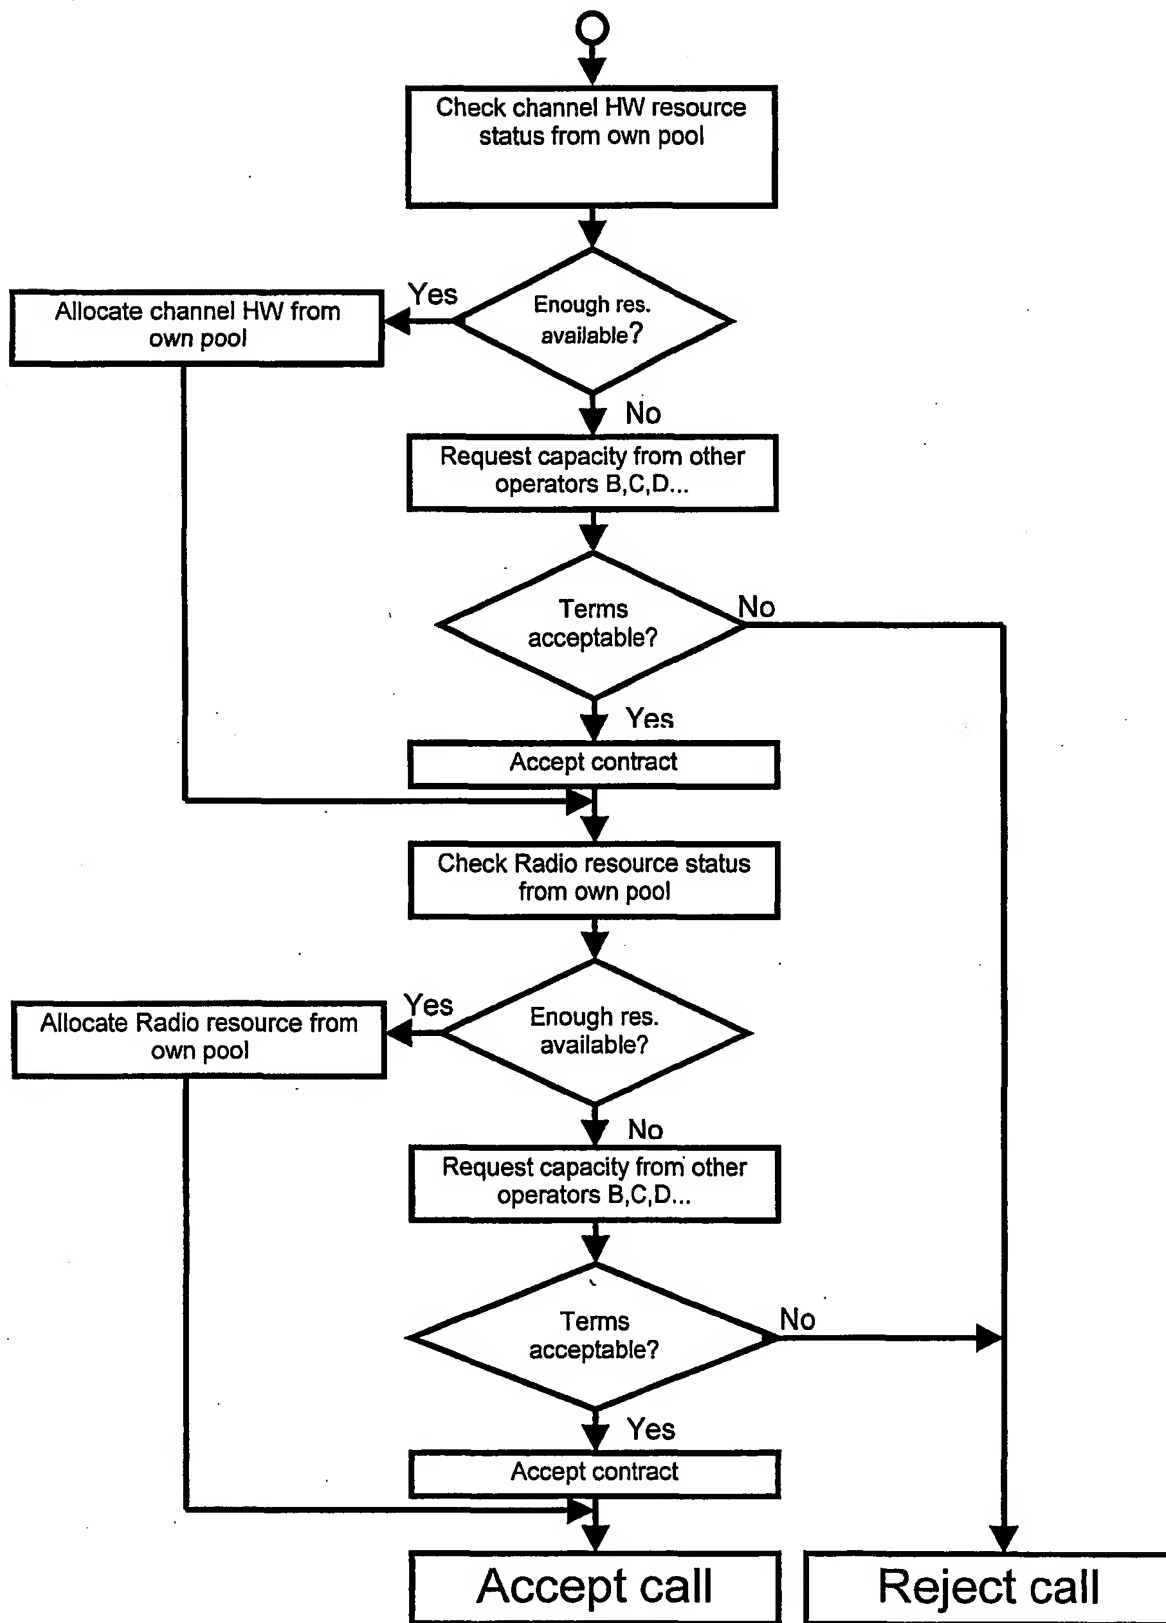 Check channel HW resource
status from own pool
Yes
Enough res.
available?
Allocate channel HW from
own pool
No
Request capacity from other
operators B,C,D...
Terms
acceptable?
No
Yes
Accept contract
Check Radio resource status
from own pool
Yes
Enough res.
available?
Allocate Radio resource from
own pool
No
Request capacity from other
operators B,C,D...
Terms
acceptable?
No
Yes
Accept contract
Accept call
Reject call